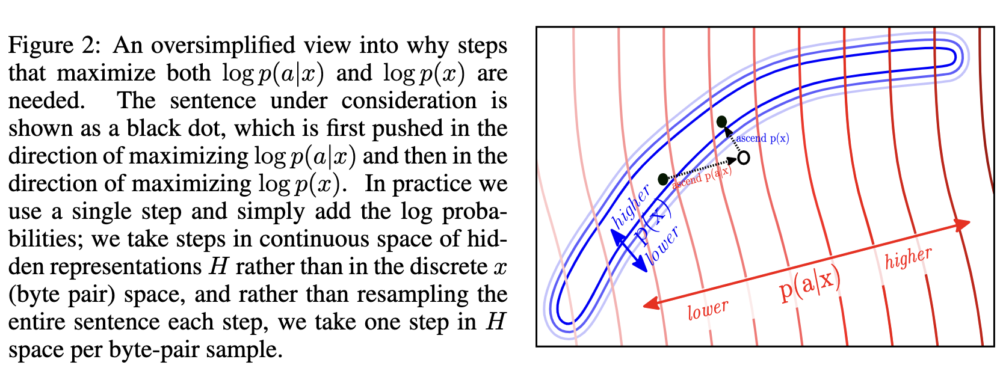 Figure 2: An oversimplified view into why steps
that maximize both log p(a|x) and log p(x) are
needed. The sentence under consideration is
shown as a black dot, which is first pushed in the
direction of maximizing log p(a|x) and then in the
direction of maximizing log p(x). In practice we
use a single step and simply add the log proba-
bilities; we take steps in continuous space of hid-
den representations H rather than in the discrete x
(byte pair) space, and rather than resampling the
entire sentence each step, we take one step in H
space per byte-pair sample.
ascend p(x)
ascend p(a|x)
higher
p(x)
lower
higher
p(a|x)
lower